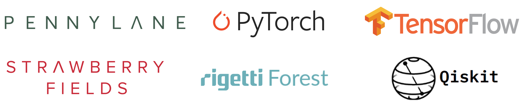 PENNYLANE PyTorch TensorFlow
STRAWBERRY
FIELDS
rigetti Forest Qiskit